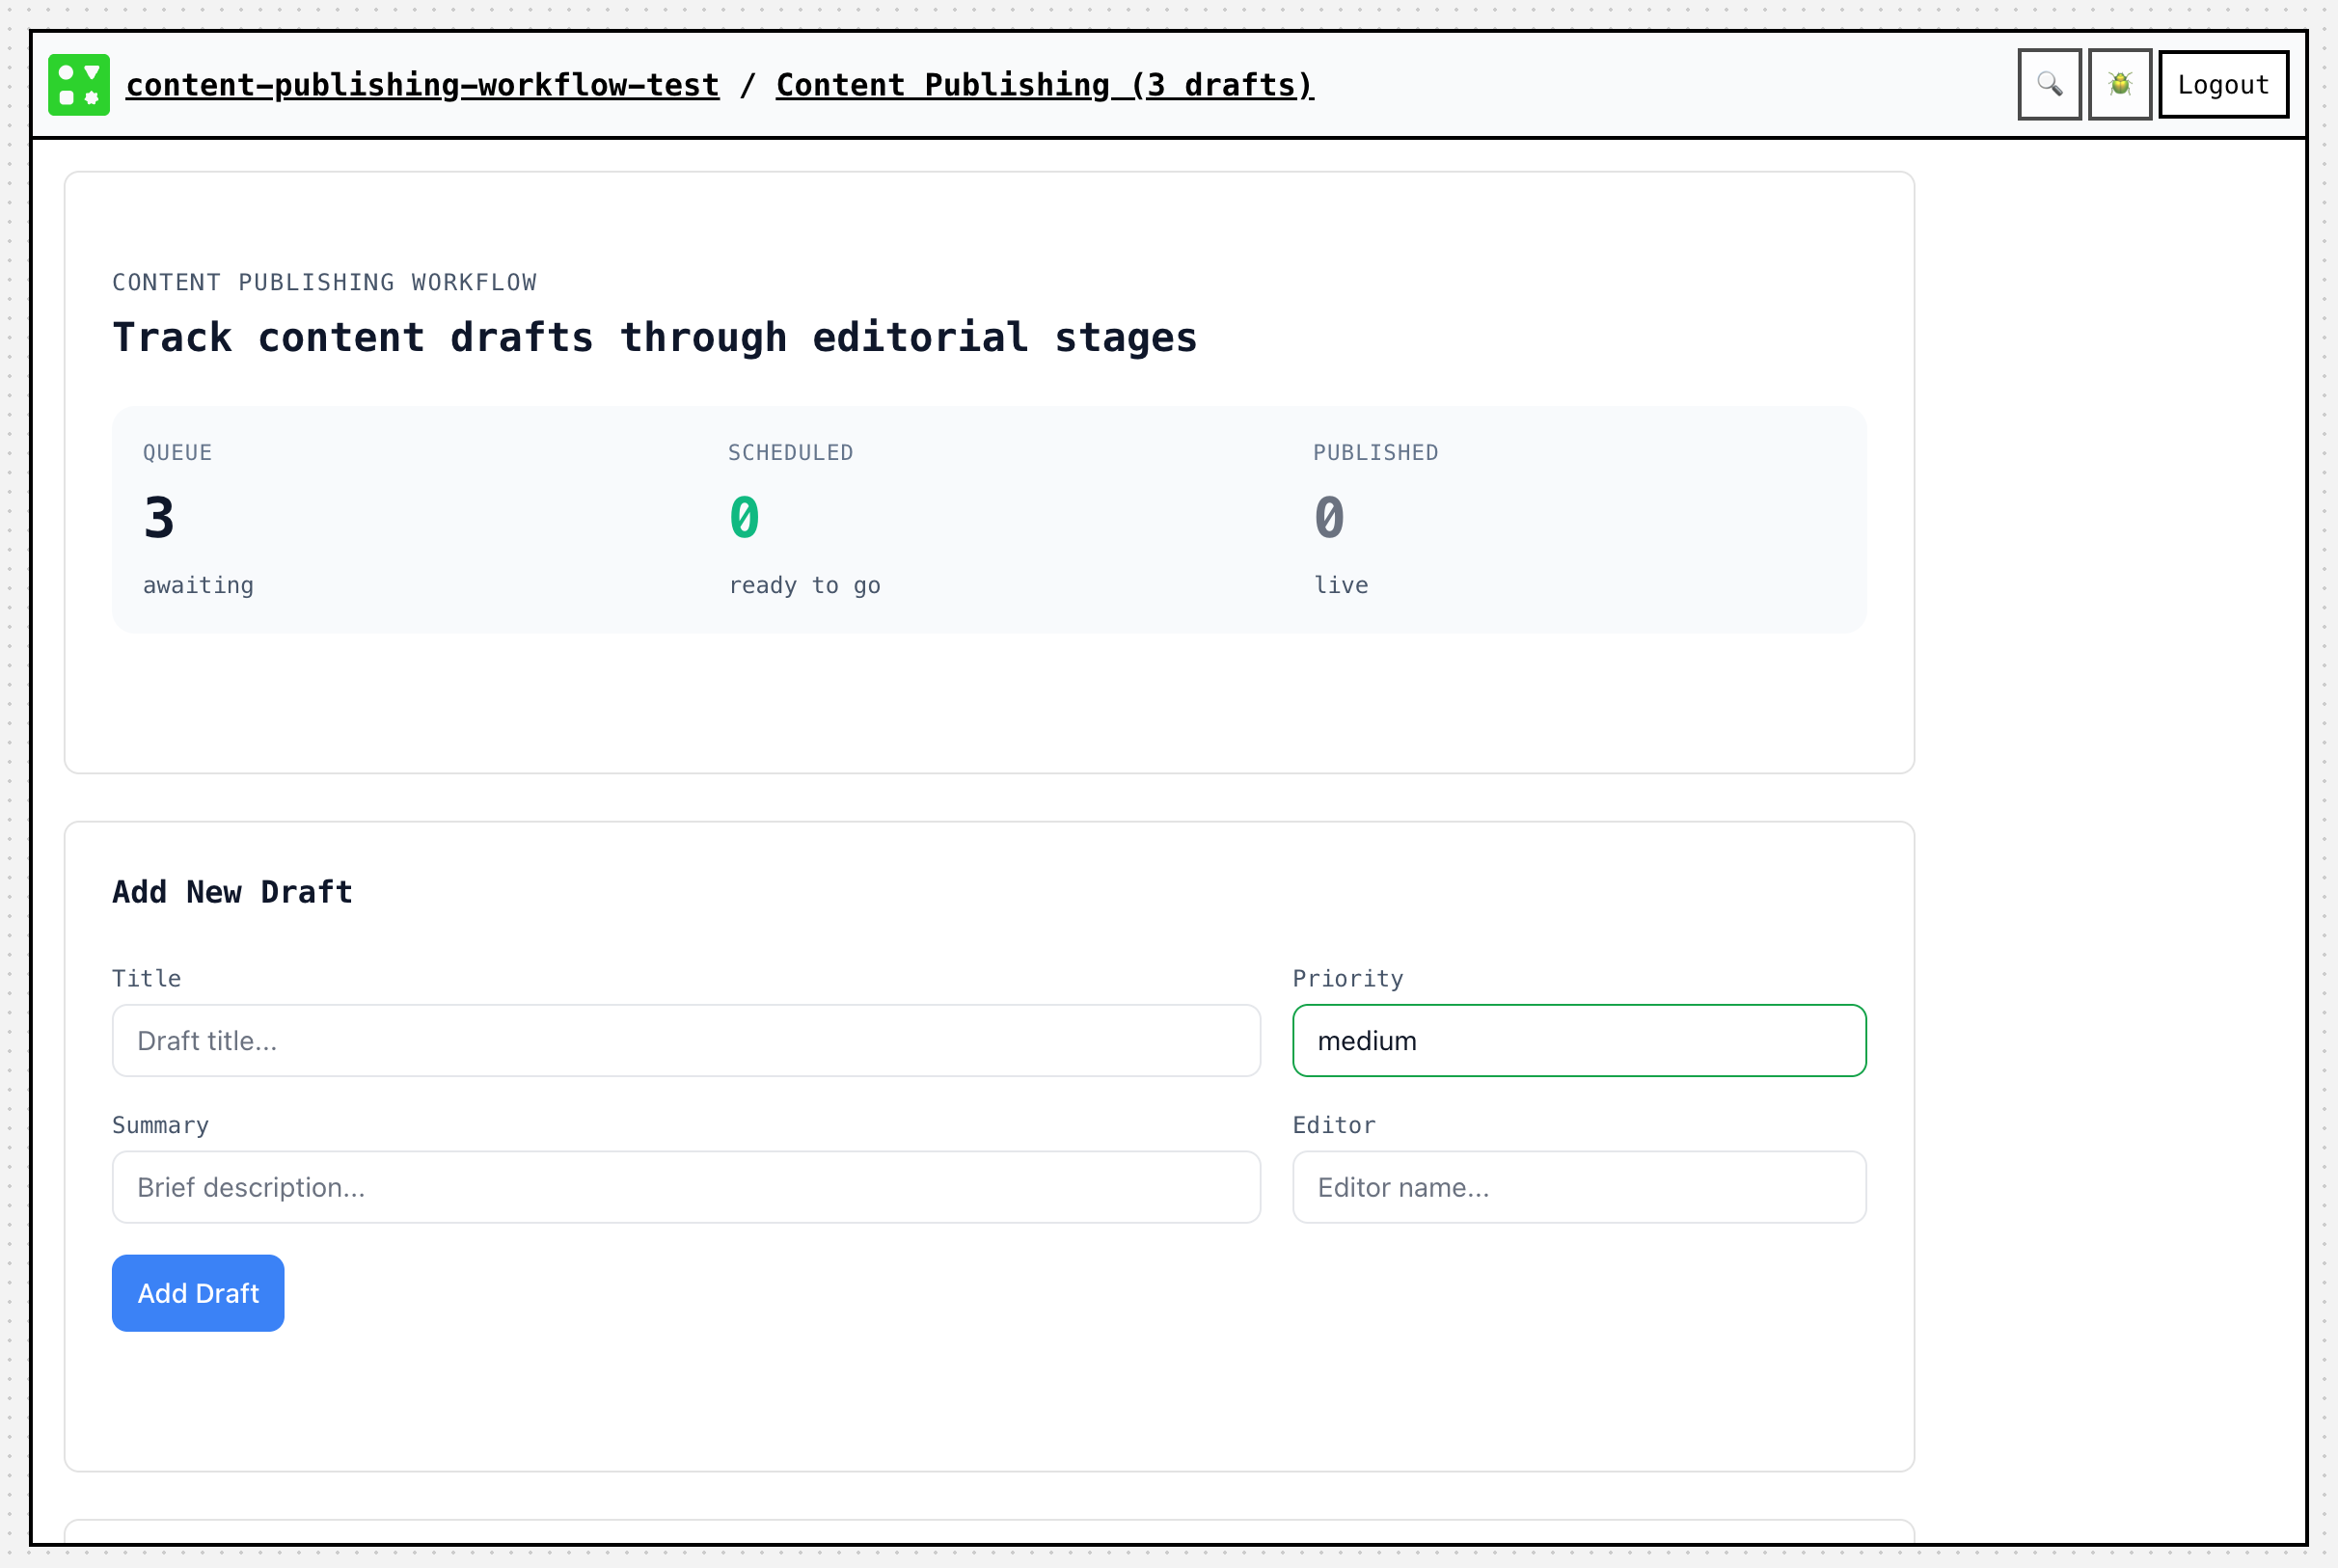 content-publishing-workflow-test / Content Publishing (3 drafts)
Logout
CONTENT PUBLISHING WORKFLOW
Track content drafts through editorial stages
QUEUE SCHEDULED PUBLISHED
3 0 0
awaiting ready to go live
Add New Draft
Title Priority
Draft title... medium
Summary Editor
Brief description... Editor name...
Add Draft